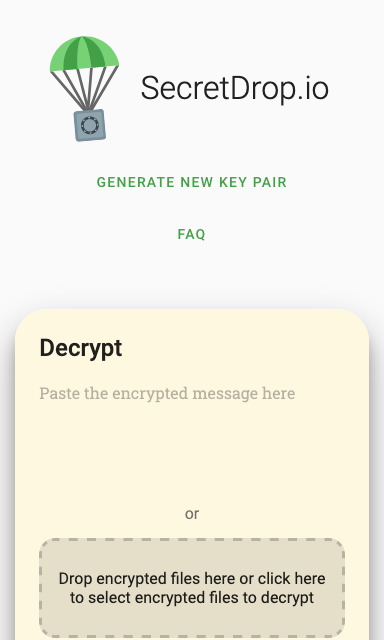 SecretDrop.io
GENERATE NEW KEY PAIR
FAQ
Decrypt
Paste the encrypted message here
or
Drop encrypted files here or click here
to select encrypted files to decrypt